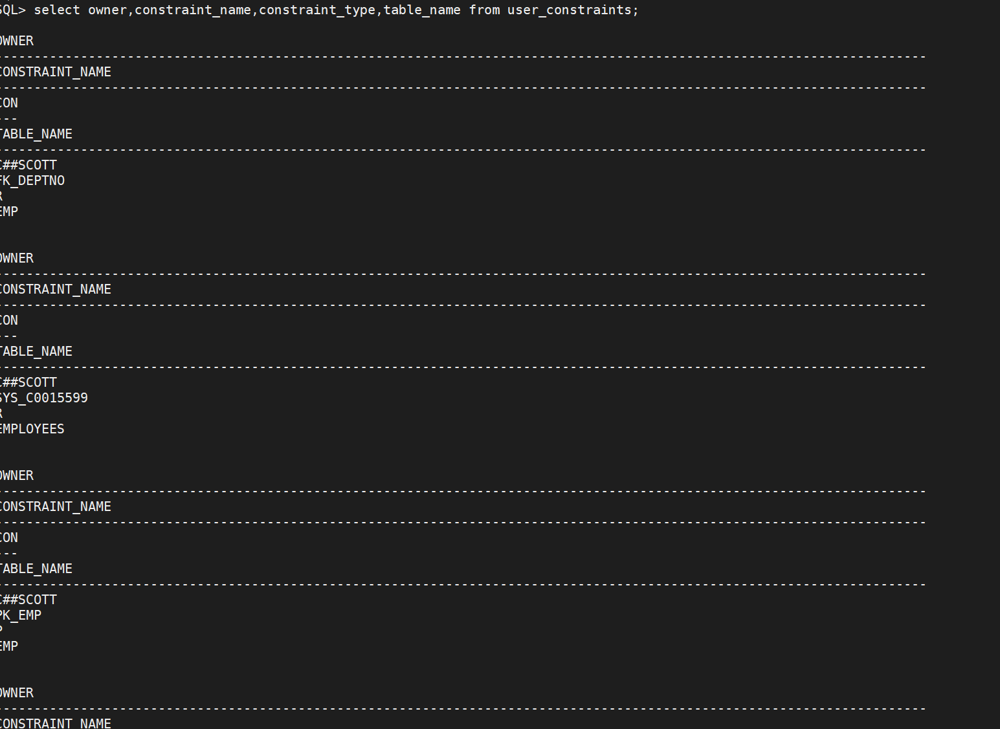 SQL> select owner,constraint_name,constraint_type,table_name from user_constraints;
OWNER
------------------------------------------------------------------------------------------------------------------------
CONSTRAINT_NAME
------------------------------------------------------------------------------------------------------------------------
CON
---
TABLE_NAME
------------------------------------------------------------------------------------------------------------------------
C##SCOTT
FK_DEPTNO
R
EMP
OWNER
------------------------------------------------------------------------------------------------------------------------
CONSTRAINT_NAME
------------------------------------------------------------------------------------------------------------------------
CON
---
TABLE_NAME
------------------------------------------------------------------------------------------------------------------------
C##SCOTT
SYS_C0015599
R
EMPLOYEES
OWNER
------------------------------------------------------------------------------------------------------------------------
CONSTRAINT_NAME
------------------------------------------------------------------------------------------------------------------------
CON
---
TABLE_NAME
------------------------------------------------------------------------------------------------------------------------
C##SCOTT
PK_EMP
P
EMP
OWNER
------------------------------------------------------------------------------------------------------------------------
CONSTRAINT_NAME